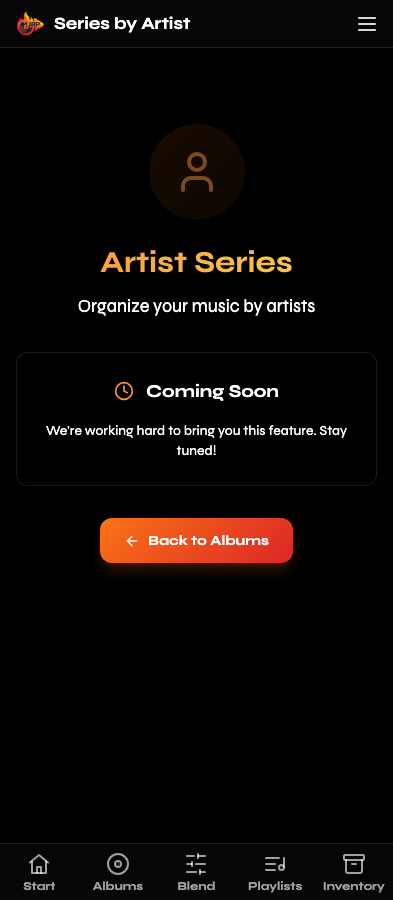 Series by Artist
Artist Series
Organize your music by artists
Coming Soon
We're working hard to bring you this feature. Stay
tuned!
Back to Albums
Start
Albums
Blend
Playlists
Inventory